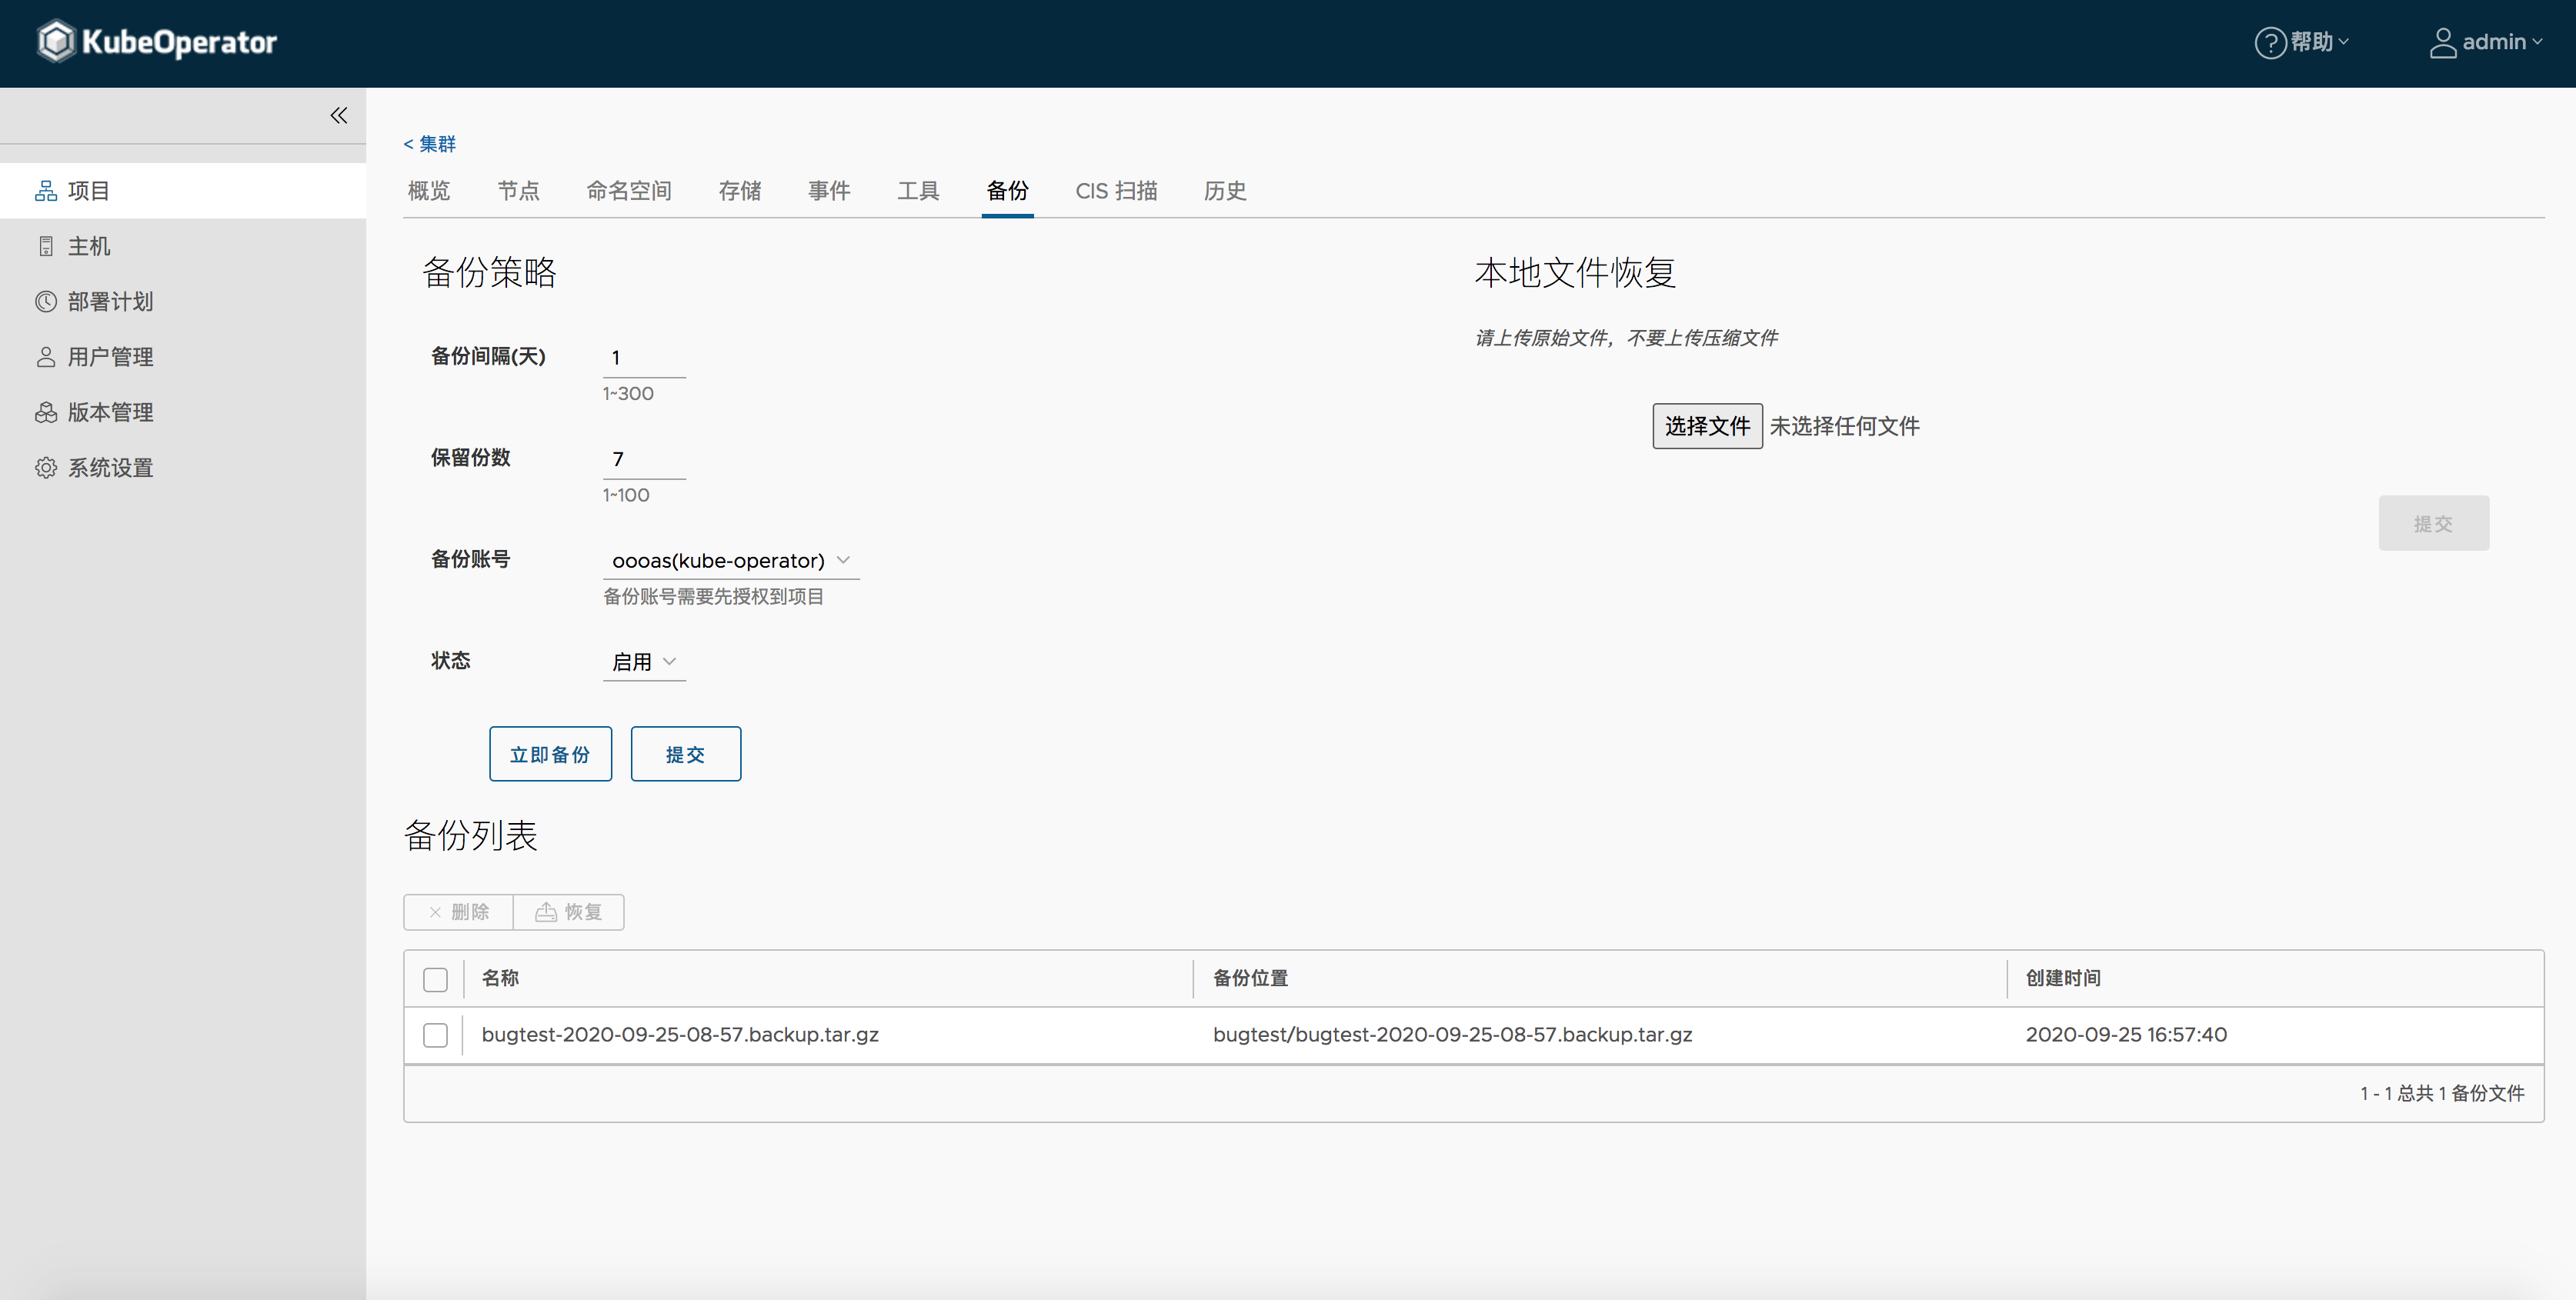 KubeOperator
帮助
admin
项目
主机
部署计划
用户管理
版本管理
系统设置
< 集群
概览 节点 命名空间 存储 事件 工具 备份 CIS 扫描 历史
备份策略
备份间隔(天) 1
1~300
保留份数 7
1~100
备份账号 oooas(kube-operator)
备份账号需要先授权到项目
状态 启用
立即备份 提交
本地文件恢复
请上传原始文件，不要上传压缩文件
选择文件 未选择任何文件
提交
备份列表
删除 恢复
名称 备份位置 创建时间
bugtest-2020-09-25-08-57.backup.tar.gz bugtest/bugtest-2020-09-25-08-57.backup.tar.gz 2020-09-25 16:57:40
1 - 1 总共 1 备份文件